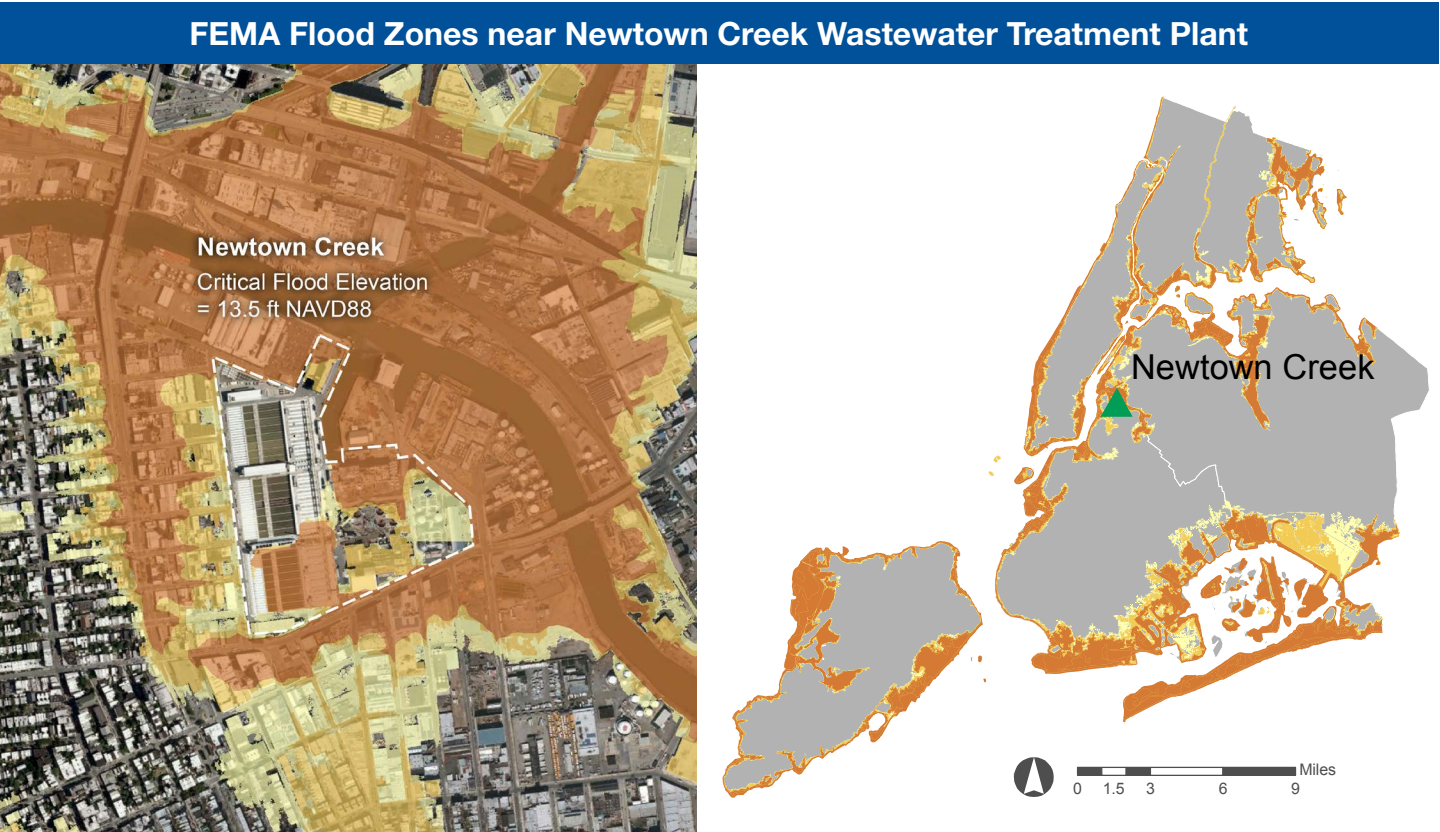 FEMA Flood Zones near Newtown Creek Wastewater Treatment Plant
Newtown Creek
Critical Flood Elevation
= 13.5 ft NAVD88
Newtown Creek
Miles
0 1.5 3 6 9